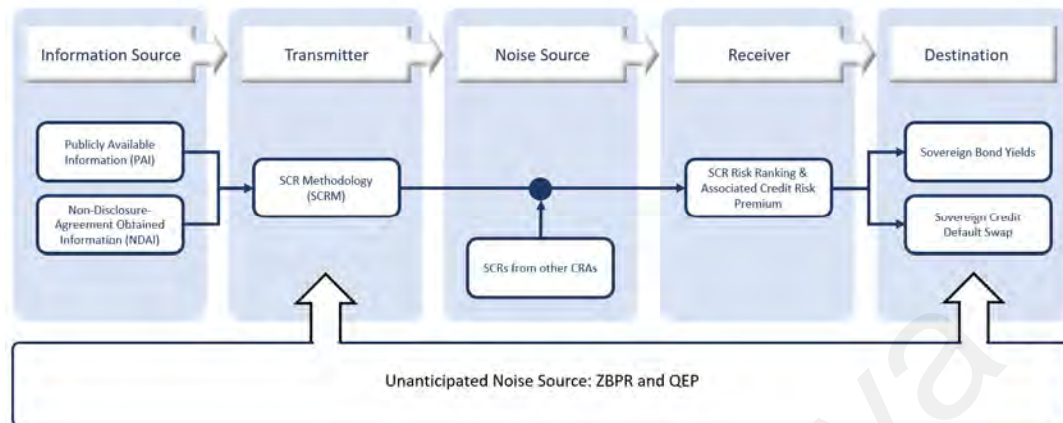 Information Source
Transmitter
Noise Source
Receiver
Destination
Publicly Available
Information (PAI)
Non-Disclosure-
Agreement Obtained
Information (NDAI)
SCR Methodology
(SCRM)
SCRs from other CRAs
SCR Risk Ranking &
Associated Credit Risk
Premium
Sovereign Bond Yields
Sovereign Credit
Default Swap
Unanticipated Noise Source: ZBPR and QEP